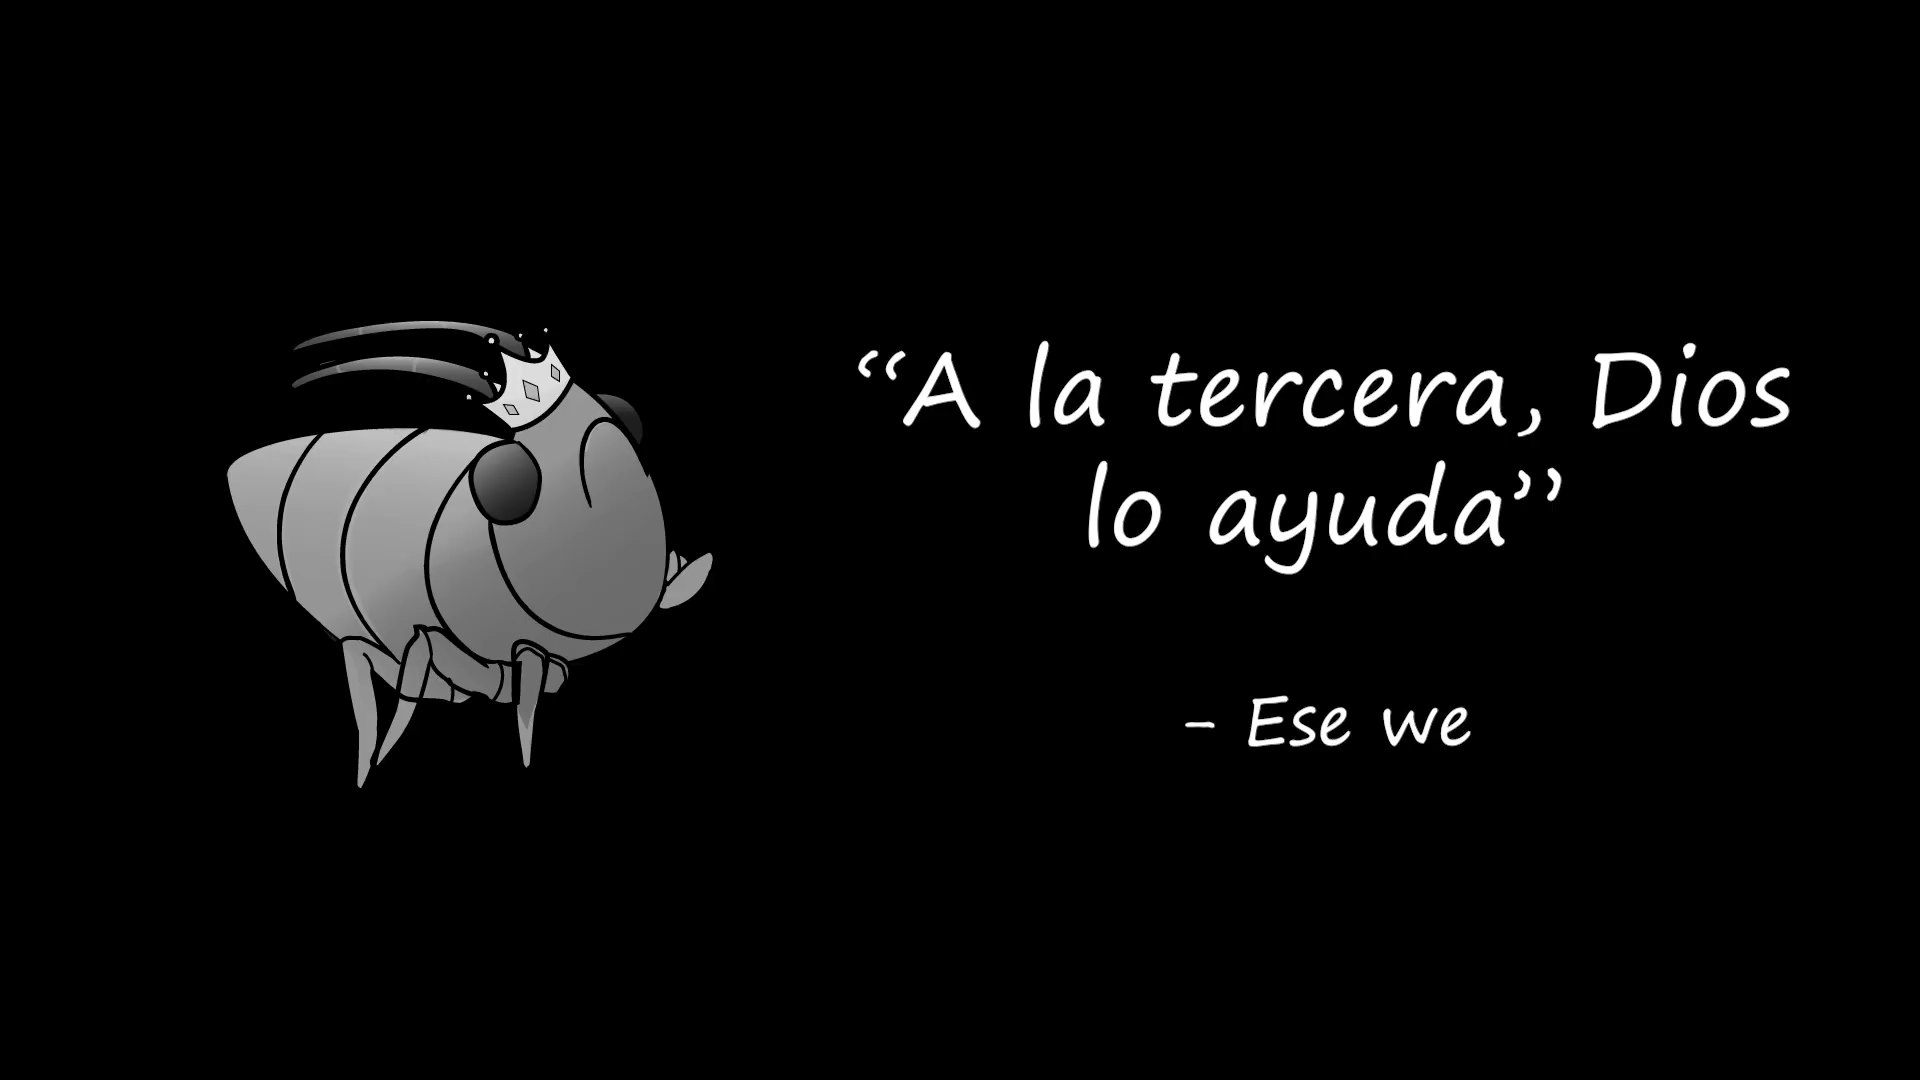 “A la tercera, Dios
lo ayuda”
- Ese we